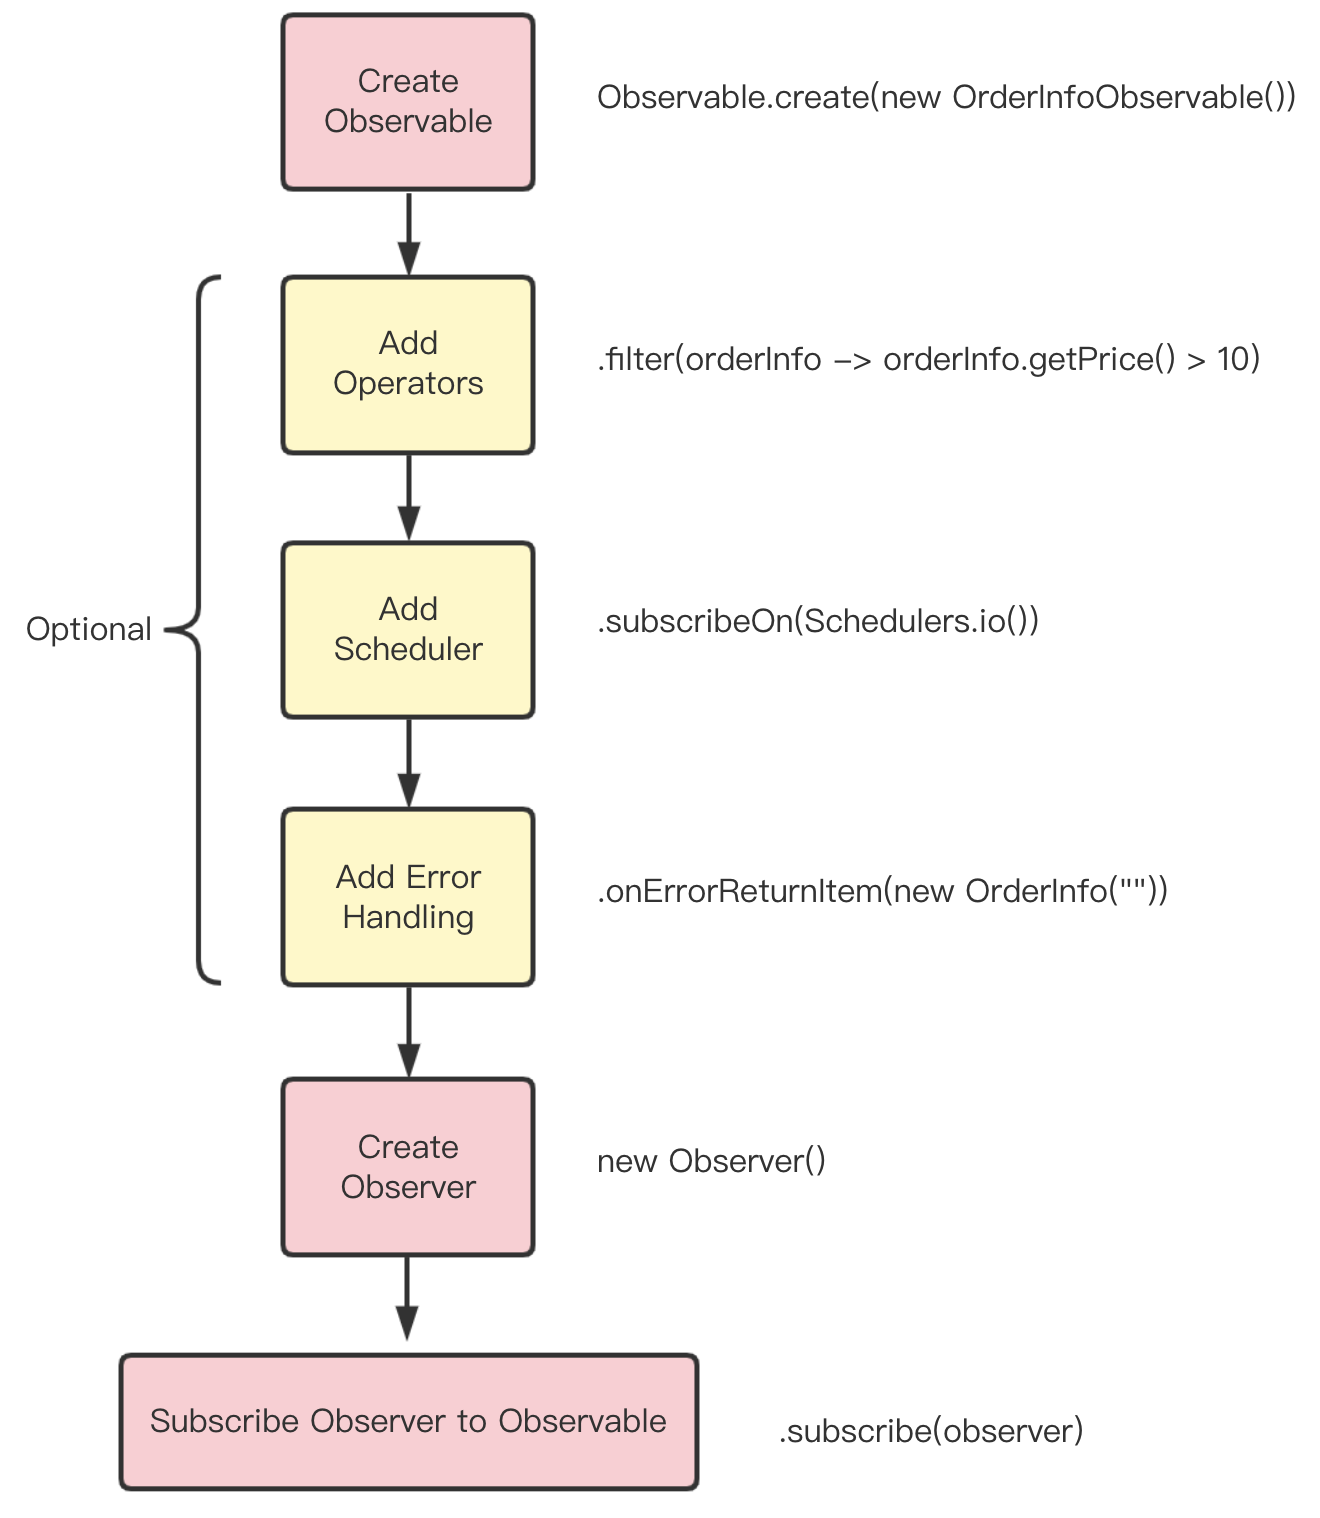 Create
Observable
Observable.create(new OrderInfoObservable())
Add
Operators
.filter(orderInfo –> orderInfo.getPrice() > 10)
Add
Scheduler
.subscribeOn(Schedulers.io())
Optional
Add Error
Handling
.onErrorReturnItem(new OrderInfo(""))
Create
Observer
new Observer()
Subscribe Observer to Observable
.subscribe(observer)